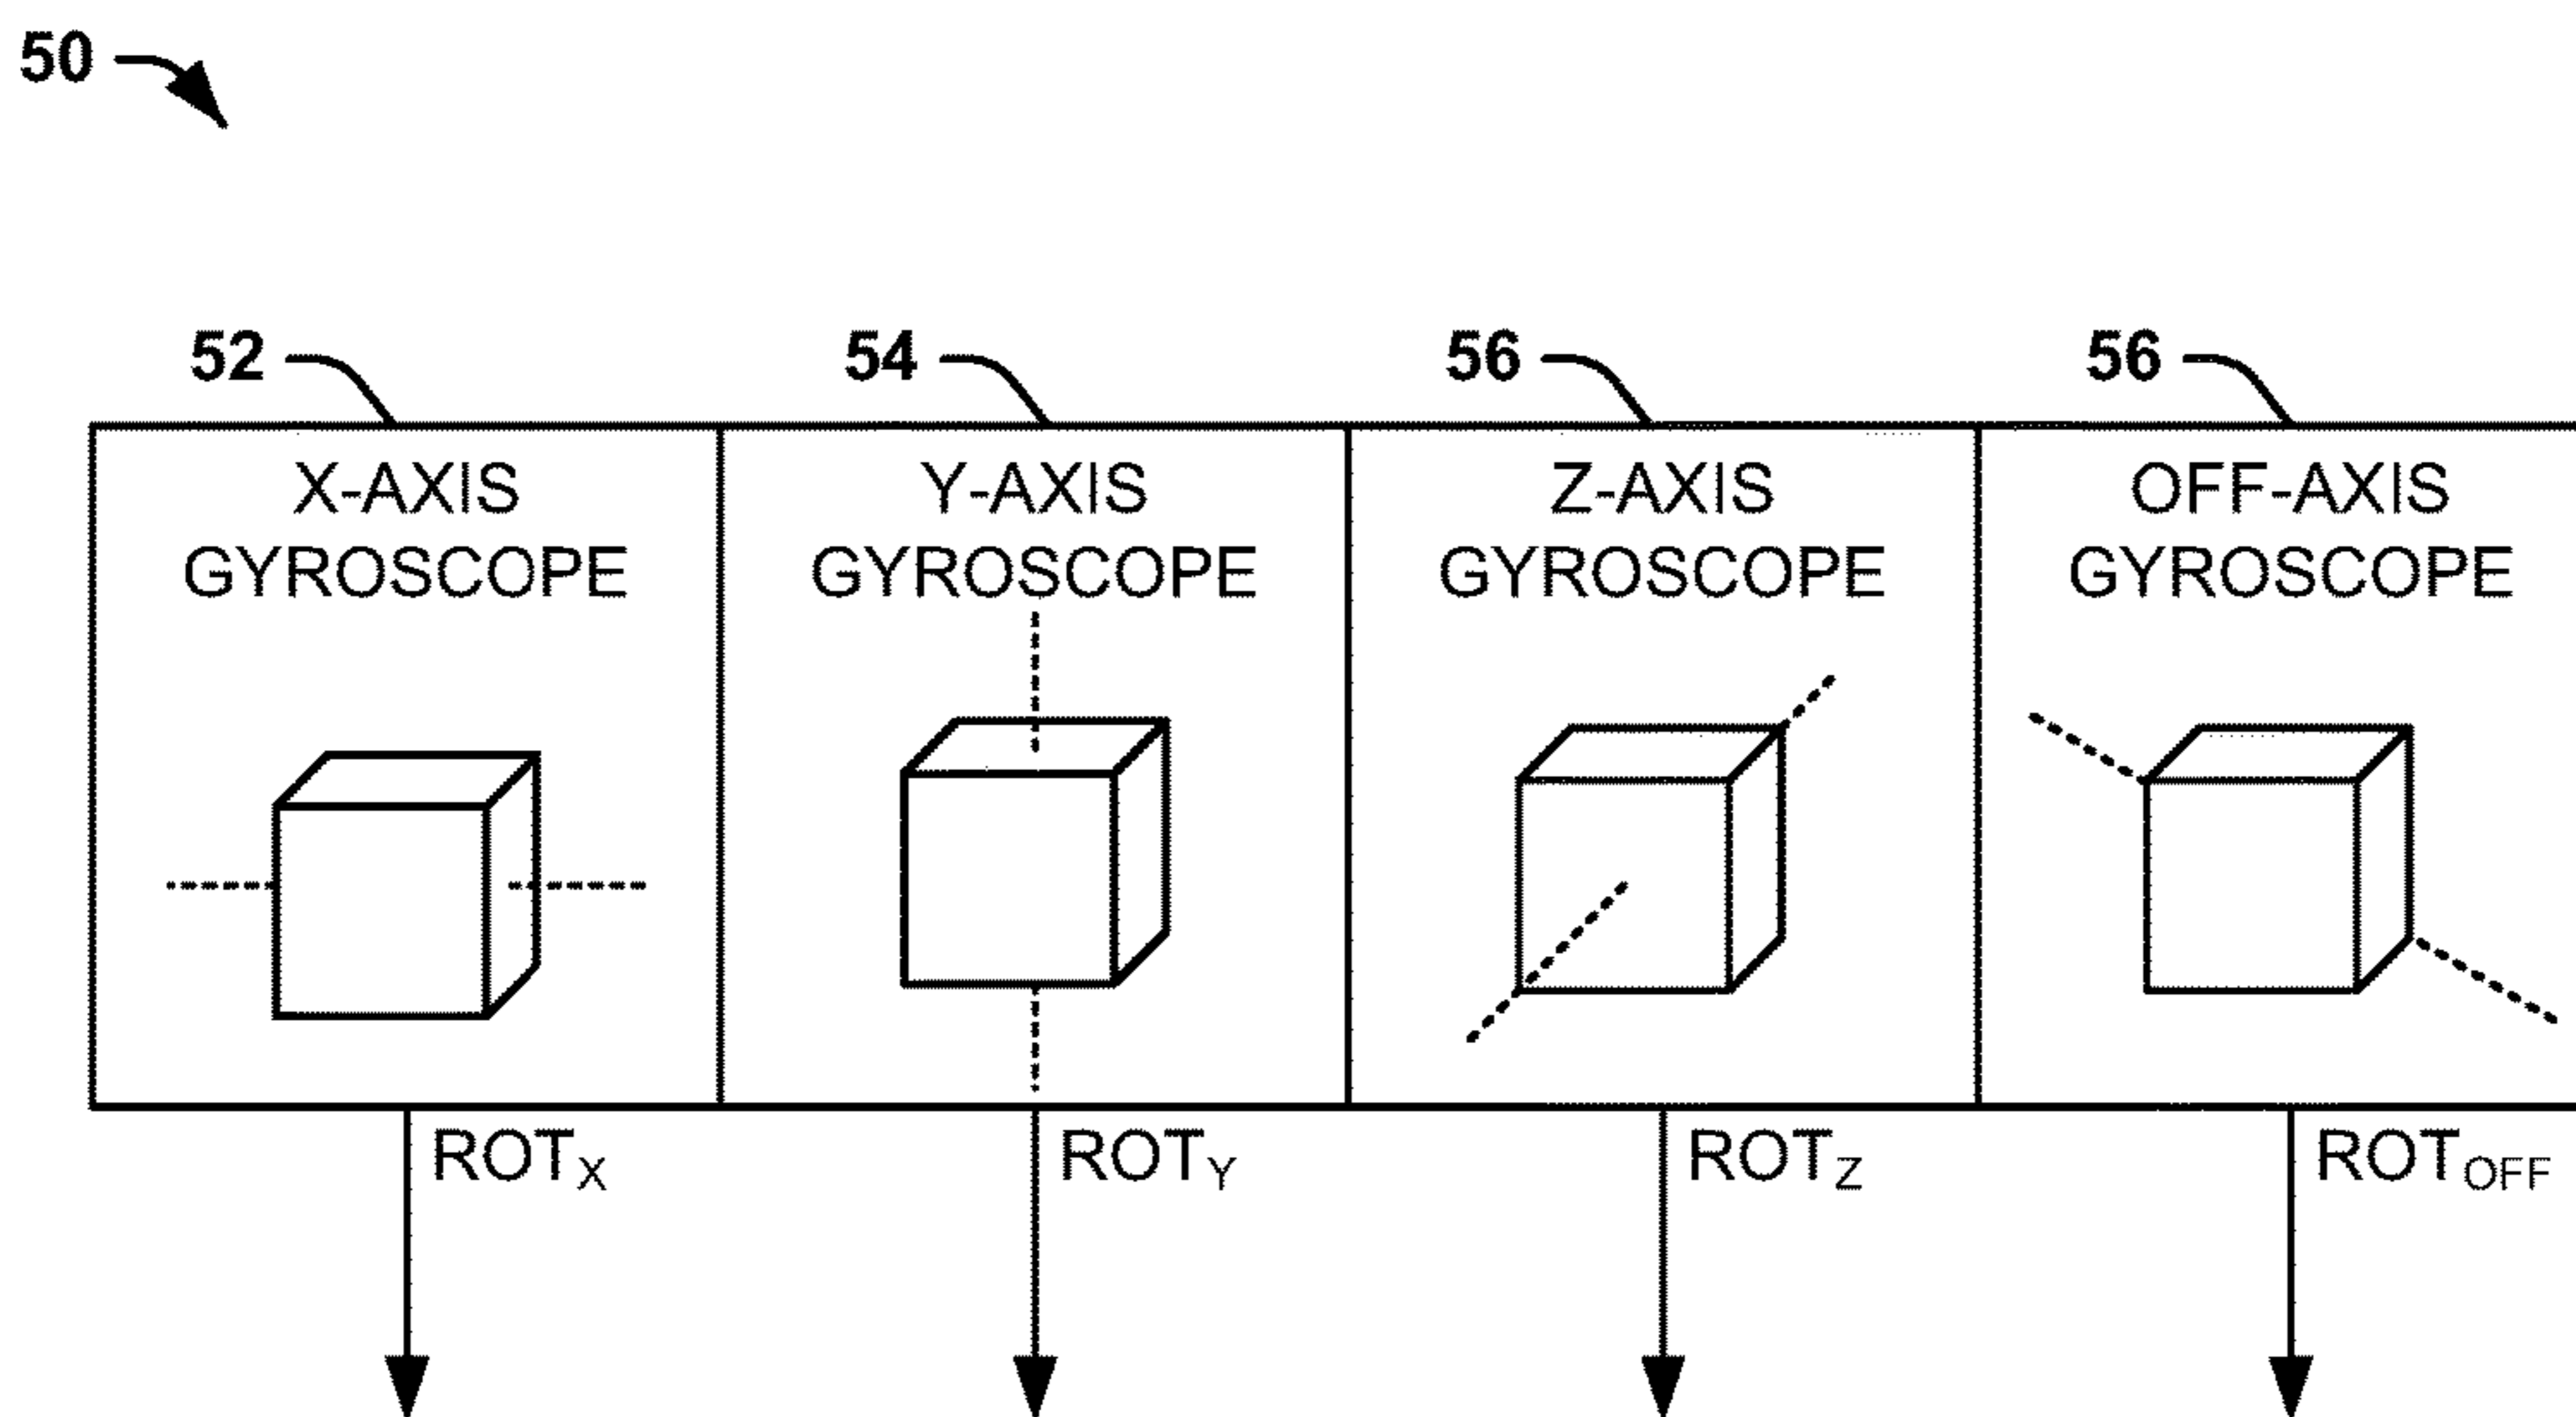 50
52 54 56 56
X-AXIS GYROSCOPE
Y-AXIS GYROSCOPE
Z-AXIS GYROSCOPE
OFF-AXIS GYROSCOPE
ROTX ROTY ROTZ ROTOFF